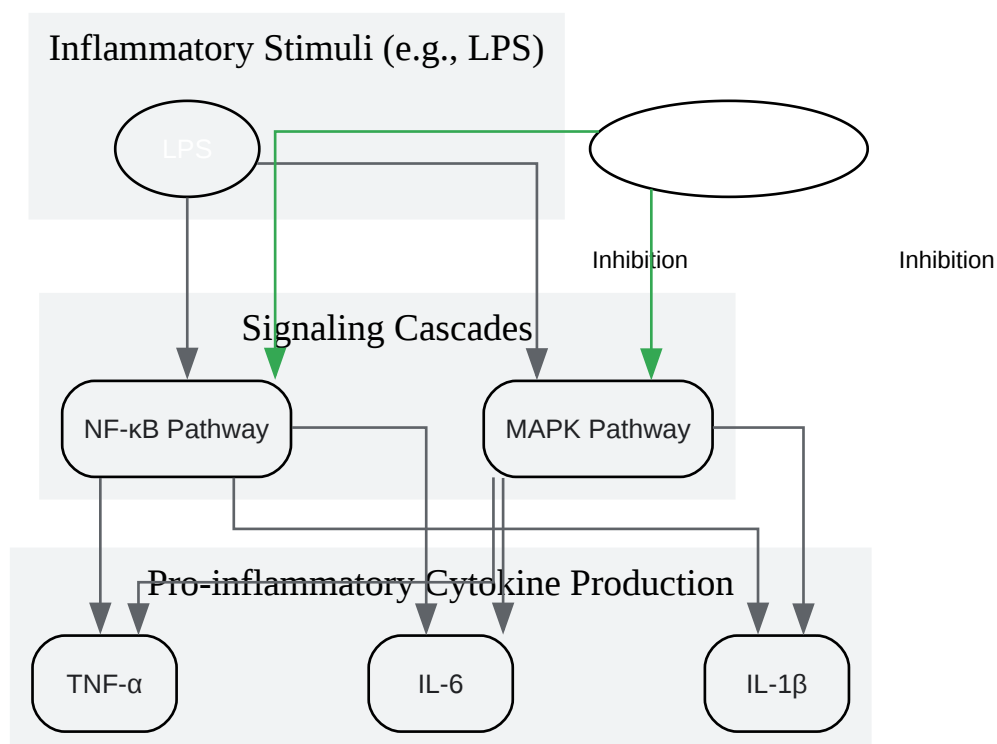 Inflammatory Stimuli (e.g., LPS)
LPS
Inhibition
Inhibition
Signaling Cascades
NF-κB Pathway
MAPK Pathway
Pro-inflammatory Cytokine Production
TNF-α
IL-6
IL-1β